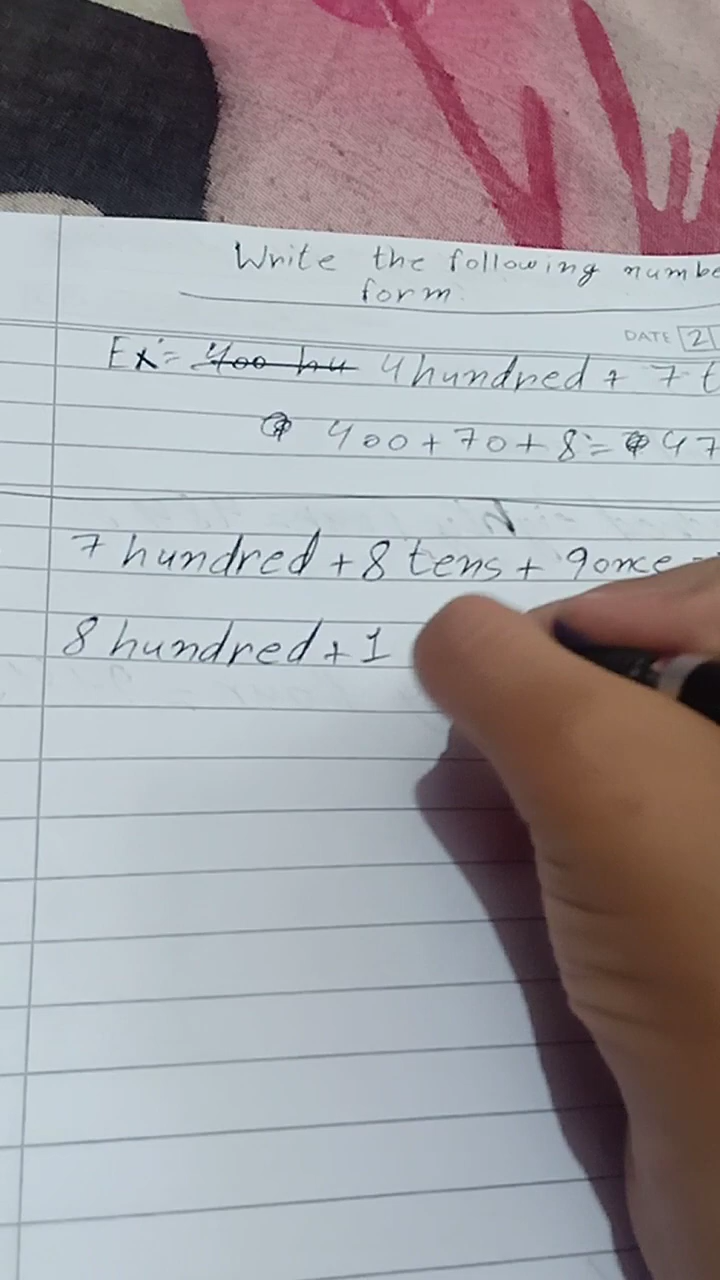 Write the following numbe
form.
DATE 2
Ex = 400 hu 4 hundred + 7 t
400 + 70 + 8 = 47
7 hundred + 8 tens + 9 once
8 hundred + 1